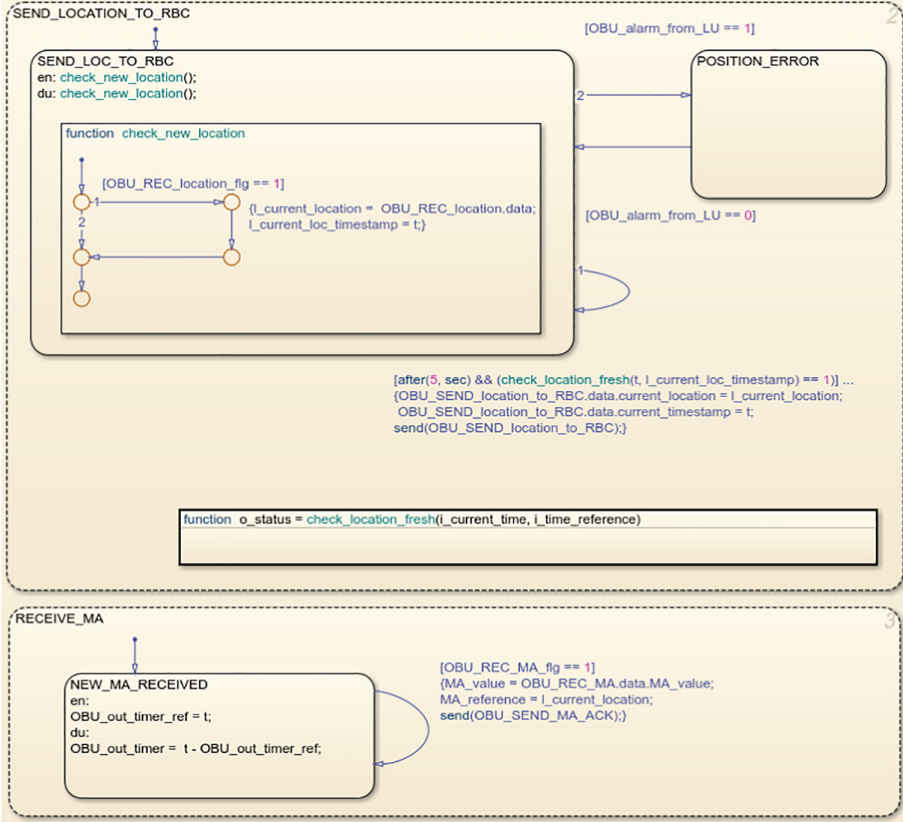 SEND_LOCATION_TO_RBC
2
[OBU_alarm_from_LU == 1]
SEND_LOC_TO_RBC
en: check_new_location();
du: check_new_location();
POSITION_ERROR
2
function check_new_location
[OBU_REC_location_flg == 1]
1
{l_current_location = OBU_REC_location.data;
l_current_loc_timestamp = t;}
2
[OBU_alarm_from_LU == 0]
1
[after(5, sec) && (check_location_fresh(t, l_current_loc_timestamp) == 1)] ...
{OBU_SEND_location_to_RBC.data.current_location = l_current_location;
OBU_SEND_location_to_RBC.data.current_timestamp = t;
send(OBU_SEND_location_to_RBC);}
function o_status = check_location_fresh(i_current_time, i_time_reference)
RECEIVE_MA
3
NEW_MA_RECEIVED
en:
OBU_out_timer_ref = t;
du:
OBU_out_timer = t - OBU_out_timer_ref;
[OBU_REC_MA_flg == 1]
{MA_value = OBU_REC_MA.data.MA_value;
MA_reference = l_current_location;
send(OBU_SEND_MA_ACK);}